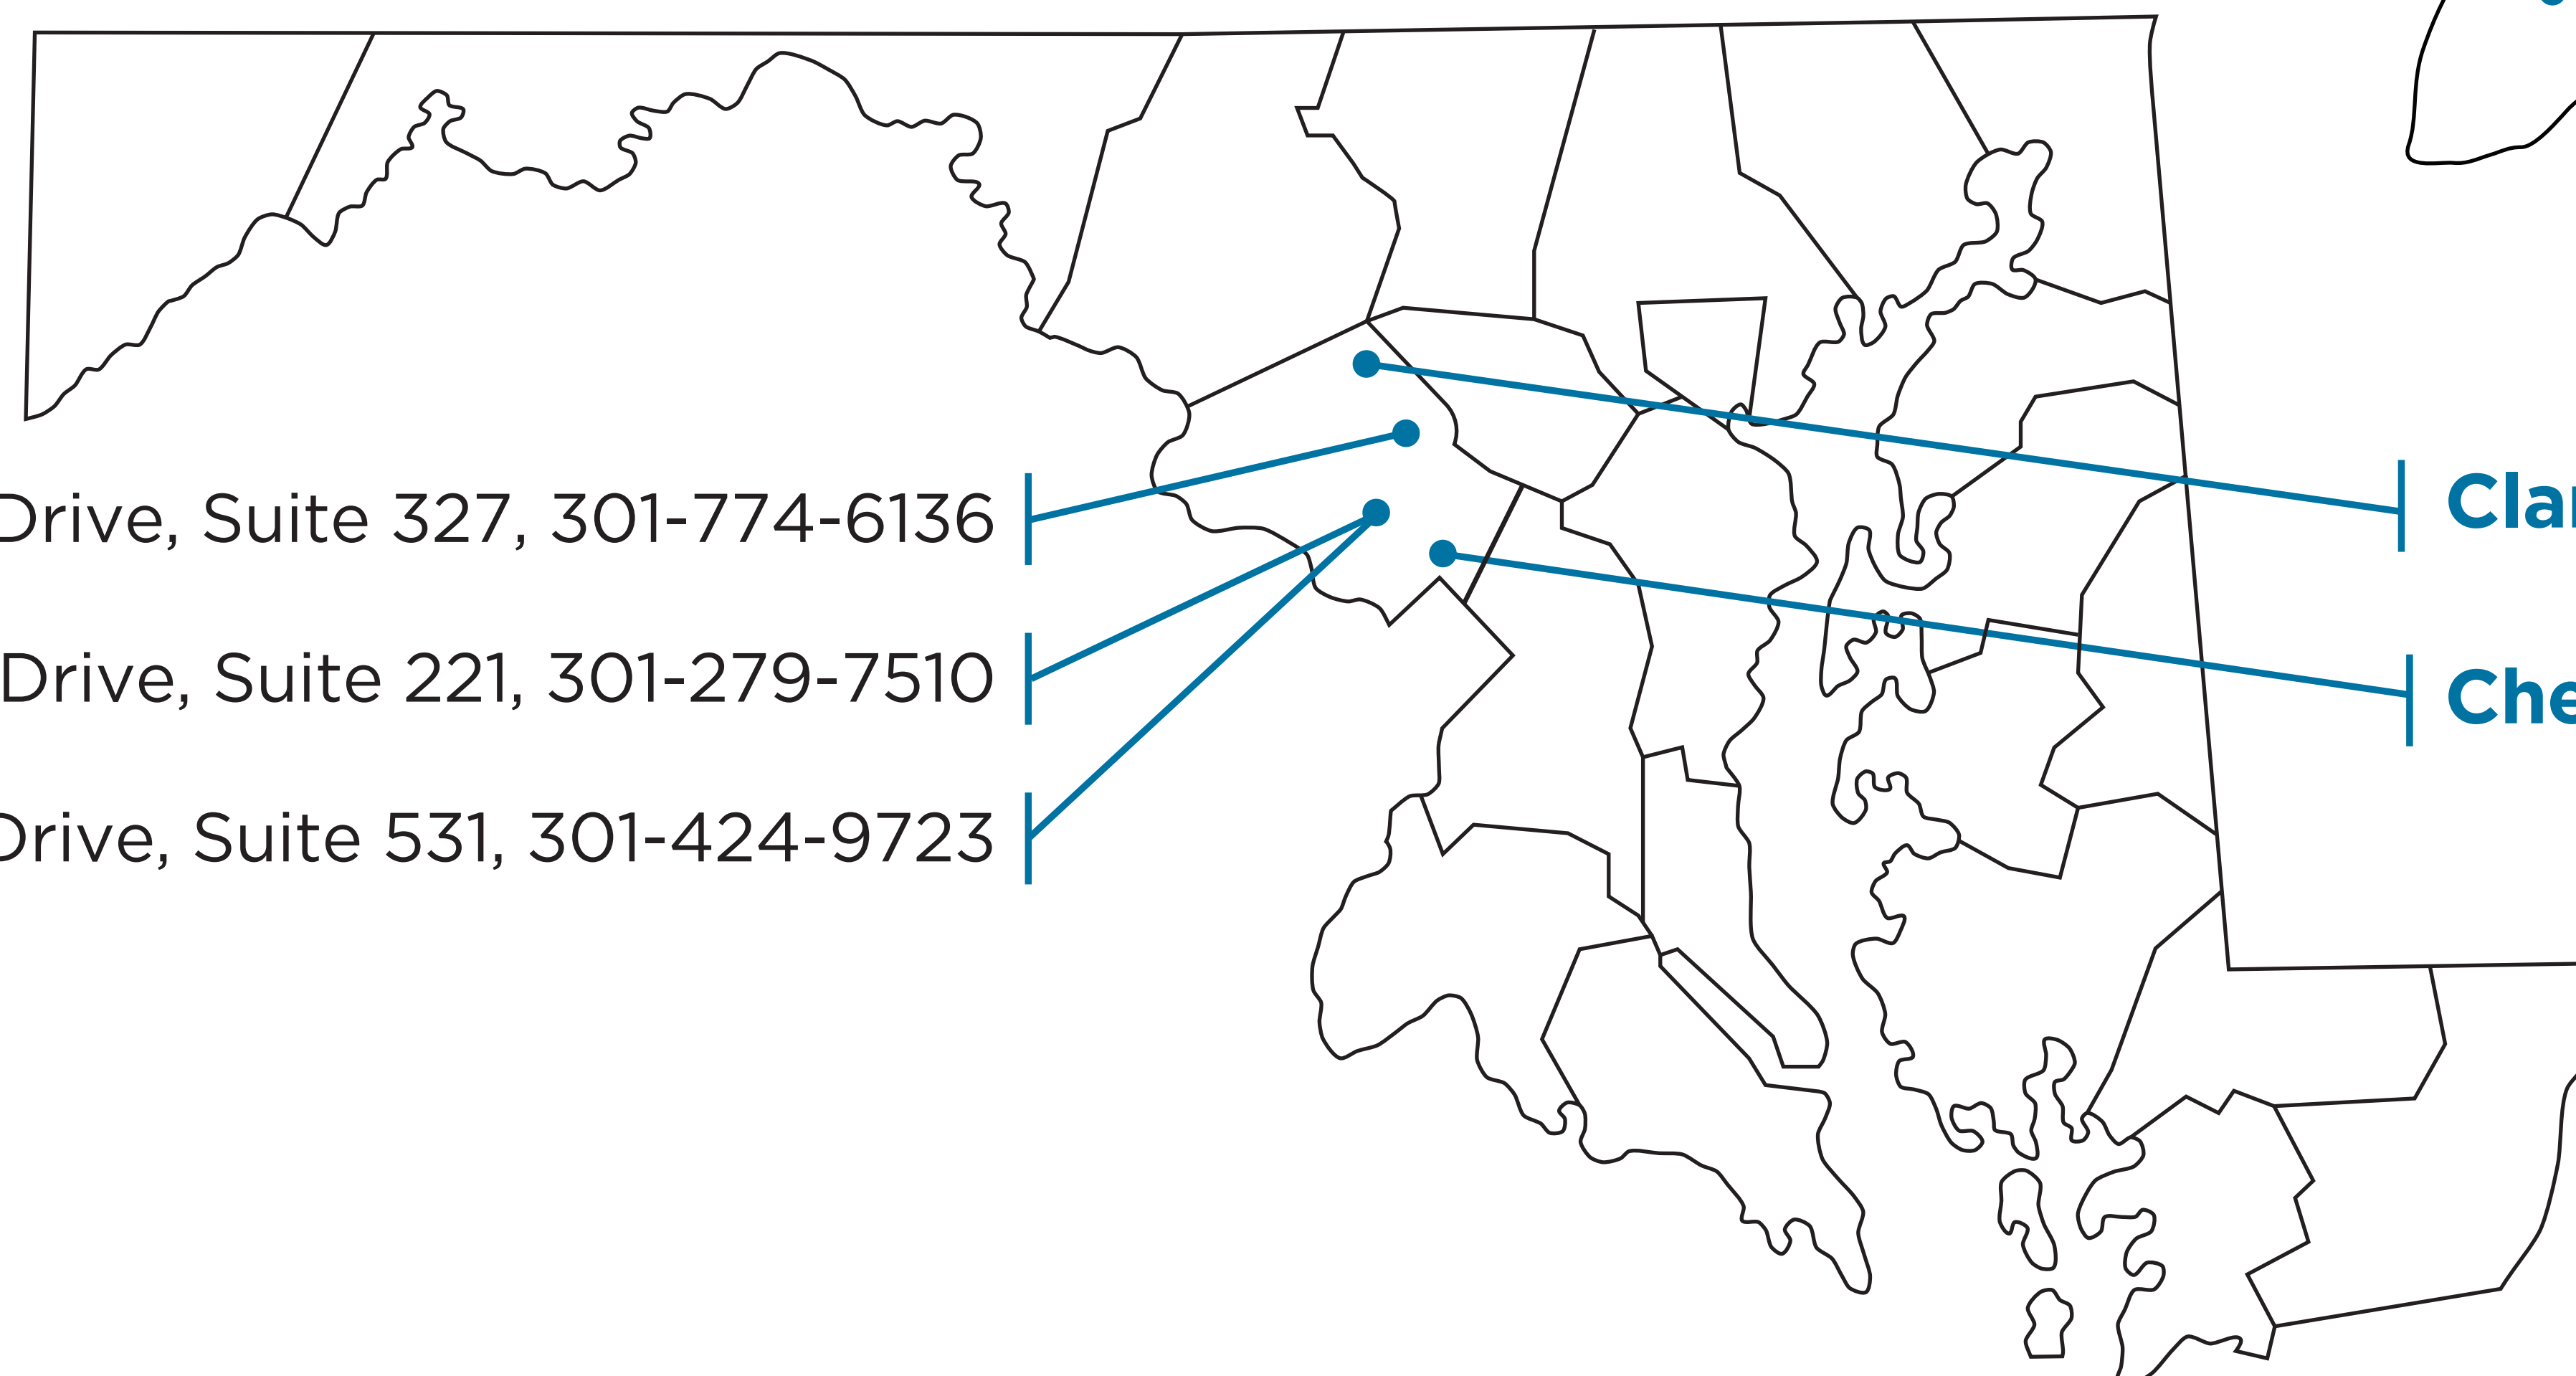 Drive, Suite 327, 301-774-6136
Drive, Suite 221, 301-279-7510
Drive, Suite 531, 301-424-9723